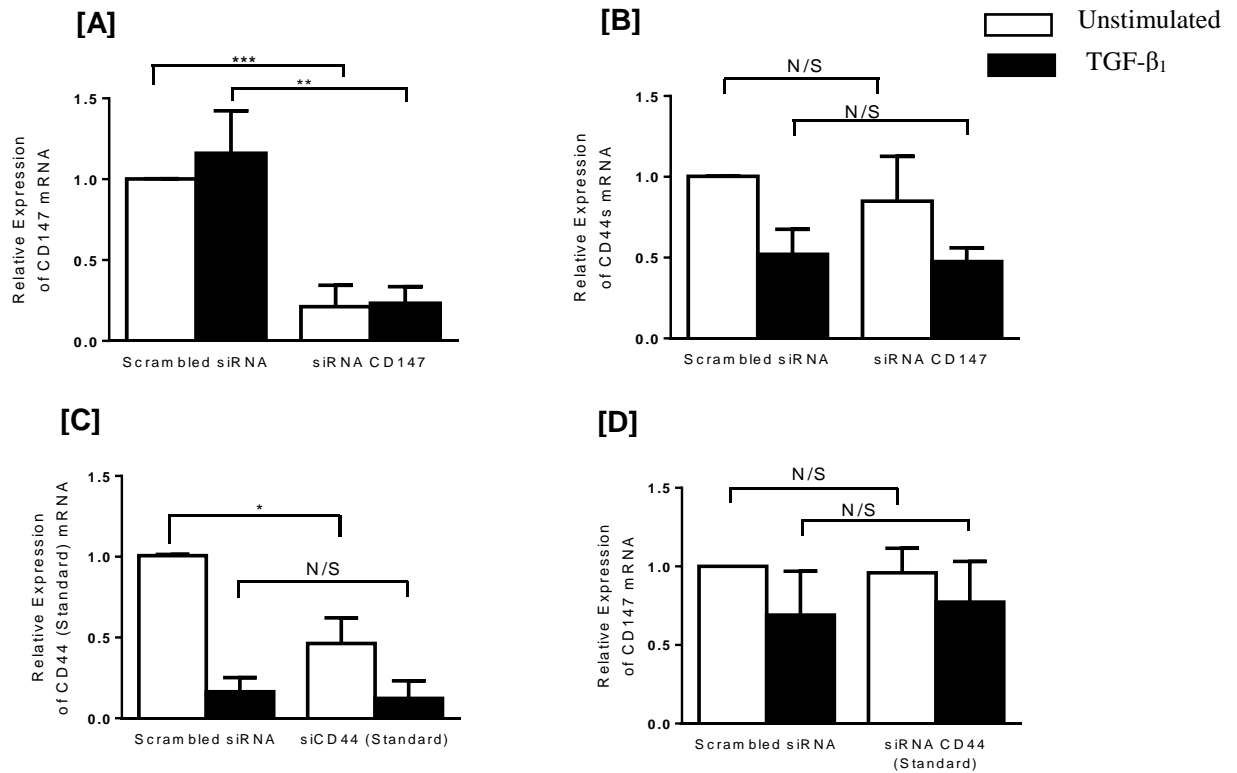 [A]
[B]
Unstimulated
TGF-β₁
***
**
1.5
1.0
0.5
0.0
Relative Expression
of CD147 mRNA
Scrambled siRNA
siRNA CD147
N/S
N/S
1.5
1.0
0.5
0.0
Relative Expression
of CD44s mRNA
Scrambled siRNA
siRNA CD147
[C]
[D]
*
N/S
1.5
1.0
0.5
0.0
Relative Expression
of CD44 (Standard) mRNA
Scrambled siRNA
siCD44 (Standard)
N/S
N/S
1.5
1.0
0.5
0.0
Relative Expression
of CD147 mRNA
Scrambled siRNA
siRNA CD44
(Standard)